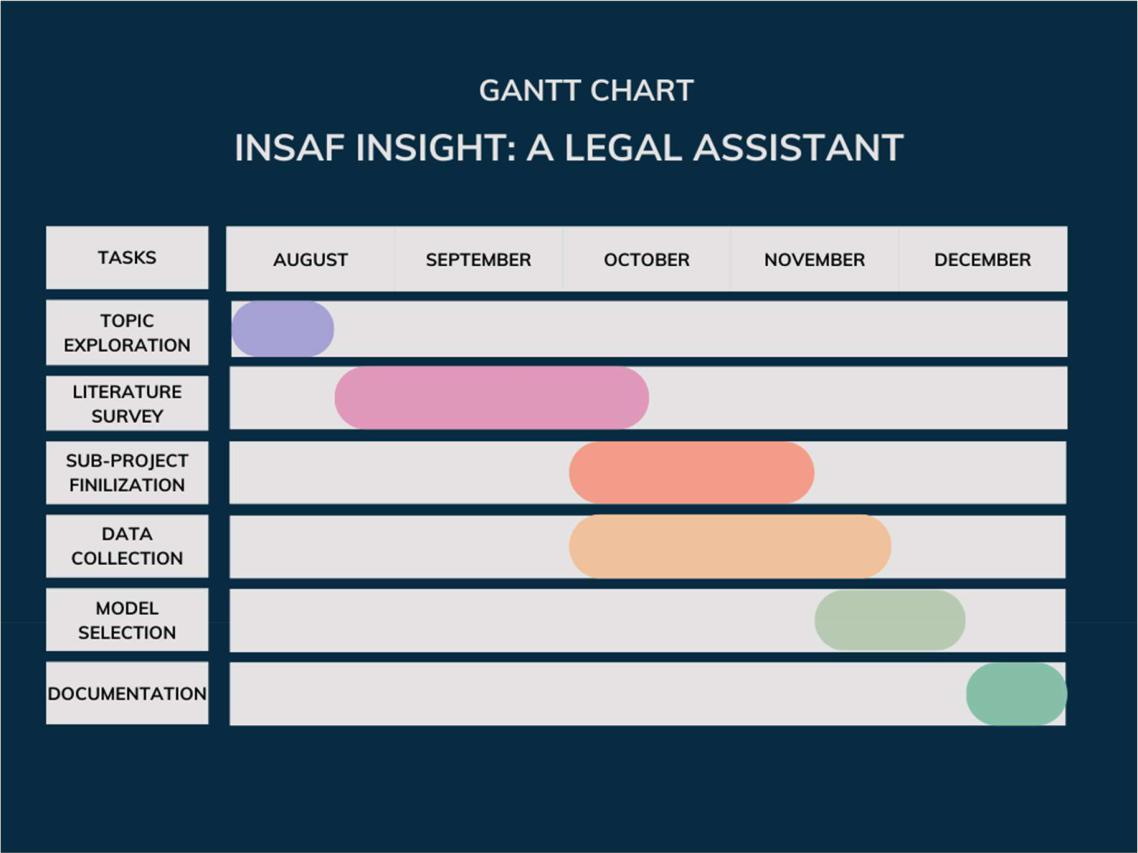 GANTT CHART
INSAF INSIGHT: A LEGAL ASSISTANT
TASKS
AUGUST
SEPTEMBER
OCTOBER
NOVEMBER
DECEMBER
TOPIC
EXPLORATION
LITERATURE
SURVEY
SUB-PROJECT
FINILIZATION
DATA
COLLECTION
MODEL
SELECTION
DOCUMENTATION